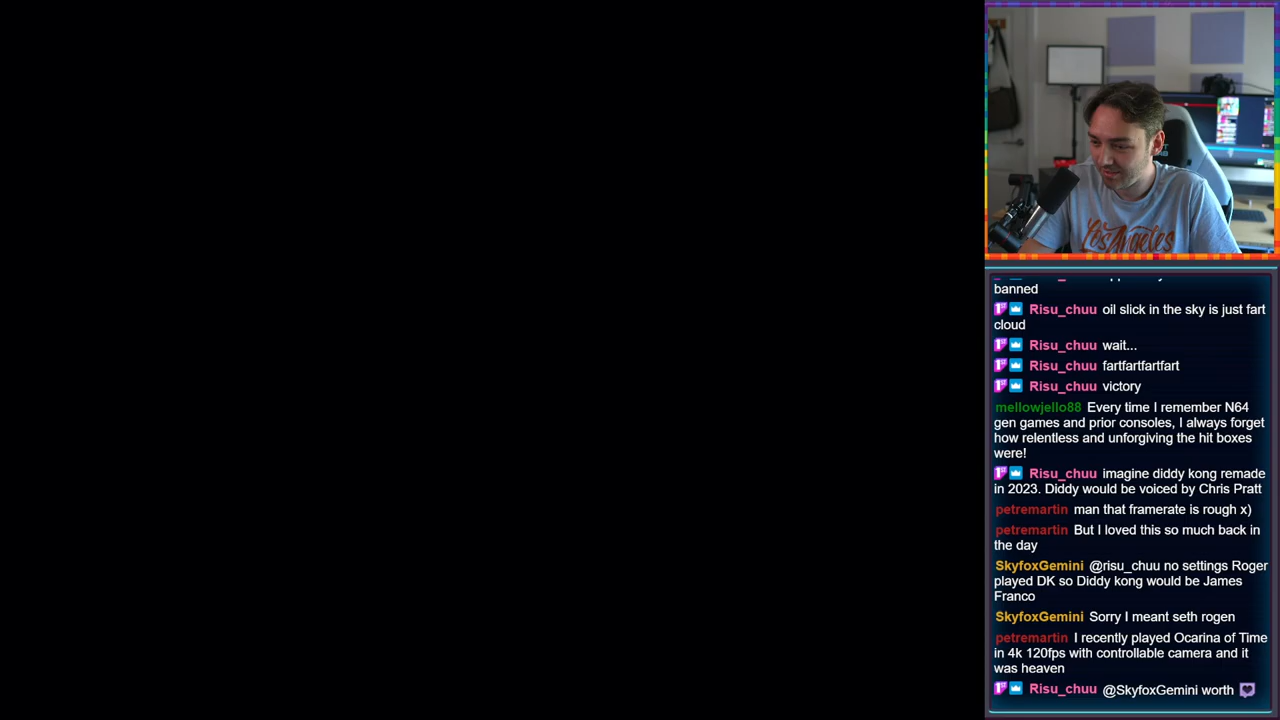 Los Angeles
banned
Risu_chuu oil slick in the sky is just fart
cloud
Risu_chuu wait...
Risu_chuu fartfartfartfart
Risu_chuu victory
mellowjello88 Every time I remember N64
gen games and prior consoles, I always forget
how relentless and unforgiving the hit boxes
were!
Risu_chuu imagine diddy kong remade
in 2023. Diddy would be voiced by Chris Pratt
petremartin man that framerate is rough x)
petremartin But I loved this so much back in
the day
SkyfoxGemini @risu_chuu no settings Roger
played DK so Diddy kong would be James
Franco
SkyfoxGemini Sorry I meant seth rogen
petremartin I recently played Ocarina of Time
in 4k 120fps with controllable camera and it
was heaven
Risu_chuu @SkyfoxGemini worth